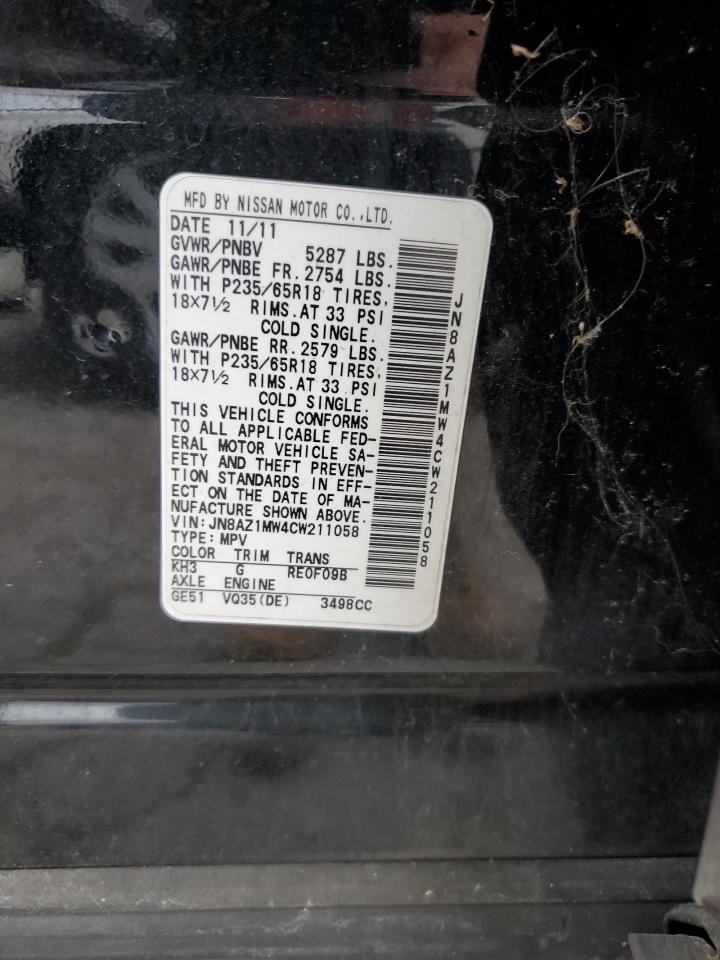 MFD BY NISSAN MOTOR CO.,LTD.
DATE 11/11
GVWR/PNBV 5287 LBS.
GAWR/PNBE FR. 2754 LBS.
WITH P235/65R18 TIRES,
18X7½ RIMS.AT 33 PSI
COLD SINGLE.
GAWR/PNBE RR. 2579 LBS.
WITH P235/65R18 TIRES,
18X7½ RIMS.AT 33 PSI
COLD SINGLE.
THIS VEHICLE CONFORMS
TO ALL APPLICABLE FED-
ERAL MOTOR VEHICLE SA-
FETY AND THEFT PREVEN-
TION STANDARDS IN EFF-
ECT ON THE DATE OF MA-
NUFACTURE SHOWN ABOVE.
VIN:JN8AZ1MW4CW211058
TYPE: MPV
COLOR TRIM TRANS
KH3 G RE0F09B
AXLE ENGINE
GE51 VQ35(DE) 3498CC
JN8AZ1MW4CW211058